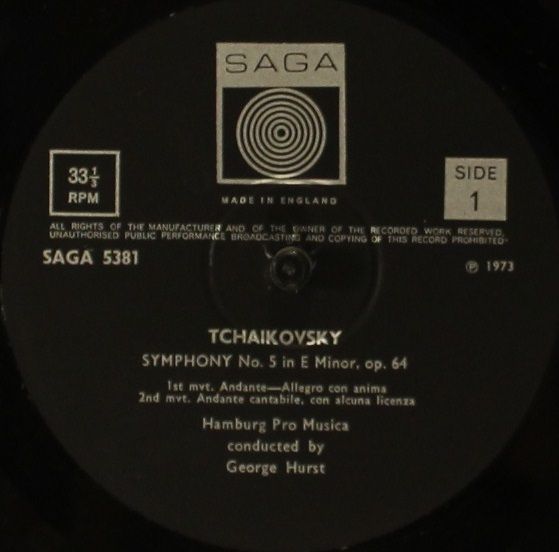 SAGA
MADE IN ENGLAND
33⅓
RPM
SIDE
1
ALL RIGHTS OF THE MANUFACTURER AND OF THE OWNER OF THE RECORDED WORK RESERVED.
UNAUTHORISED PUBLIC PERFORMANCE BROADCASTING AND COPYING OF THIS RECORD PROHIBITED-
SAGA 5381
℗ 1973
TCHAIKOVSKY
SYMPHONY No. 5 in E Minor, op. 64
1st mvt. Andante—Allegro con anima
2nd mvt. Andante cantabile, con alcuna licenza
Hamburg Pro Musica
conducted by
George Hurst